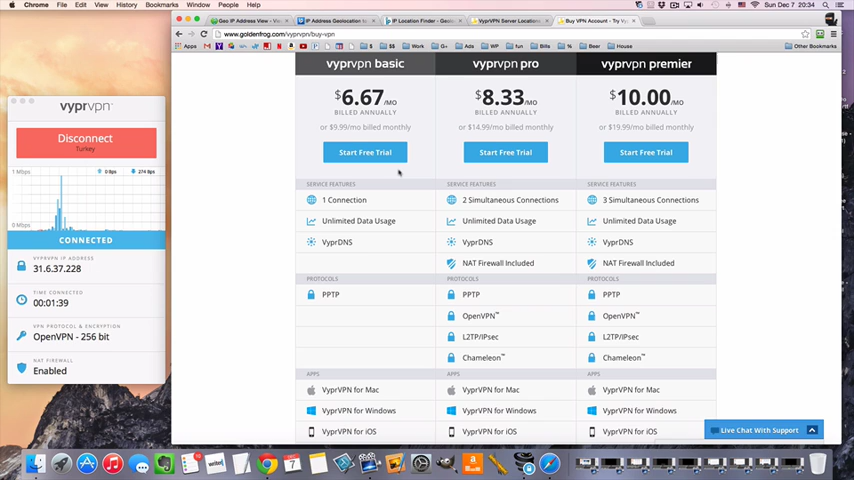 Chrome File Edit View History Bookmarks Window People Help
Sun Dec 7 20:34
Geo IP Address View - V
IP Address Geolocation to
IP Location Finder - Geog
VyprVPN Server Locations
Buy VPN Account - Try Vy
www.goldenfrog.com/vyprvpn/buy-vpn
Apps $ $$ Work G+ Ads WP fun Bills % Beer House Other Bookmarks
vyprvpn
Disconnect
Turkey
1 Mbps 0 Bps 274 Bps
0 Mbps
CONNECTED
VYPRVPN IP ADDRESS
31.6.37.228
TIME CONNECTED
00:01:39
VPN PROTOCOL & ENCRYPTION
OpenVPN - 256 bit
NAT FIREWALL
Enabled
vyprvpn basic vyprvpn pro vyprvpn premier
$6.67/MO $8.33/MO $10.00/MO
BILLED ANNUALLY BILLED ANNUALLY BILLED ANNUALLY
or $9.99/mo billed monthly or $14.99/mo billed monthly or $19.99/mo billed monthly
Start Free Trial Start Free Trial Start Free Trial
SERVICE FEATURES SERVICE FEATURES SERVICE FEATURES
1 Connection 2 Simultaneous Connections 3 Simultaneous Connections
Unlimited Data Usage Unlimited Data Usage Unlimited Data Usage
VyprDNS VyprDNS VyprDNS
NAT Firewall Included NAT Firewall Included
PROTOCOLS PROTOCOLS PROTOCOLS
PPTP PPTP PPTP
OpenVPN™ OpenVPN™
L2TP/IPsec L2TP/IPsec
Chameleon™ Chameleon™
APPS APPS APPS
VyprVPN for Mac VyprVPN for Mac VyprVPN for Mac
VyprVPN for Windows VyprVPN for Windows VyprVPN for Windows
VyprVPN for iOS VyprVPN for iOS VyprVPN for iOS
Live Chat With Support